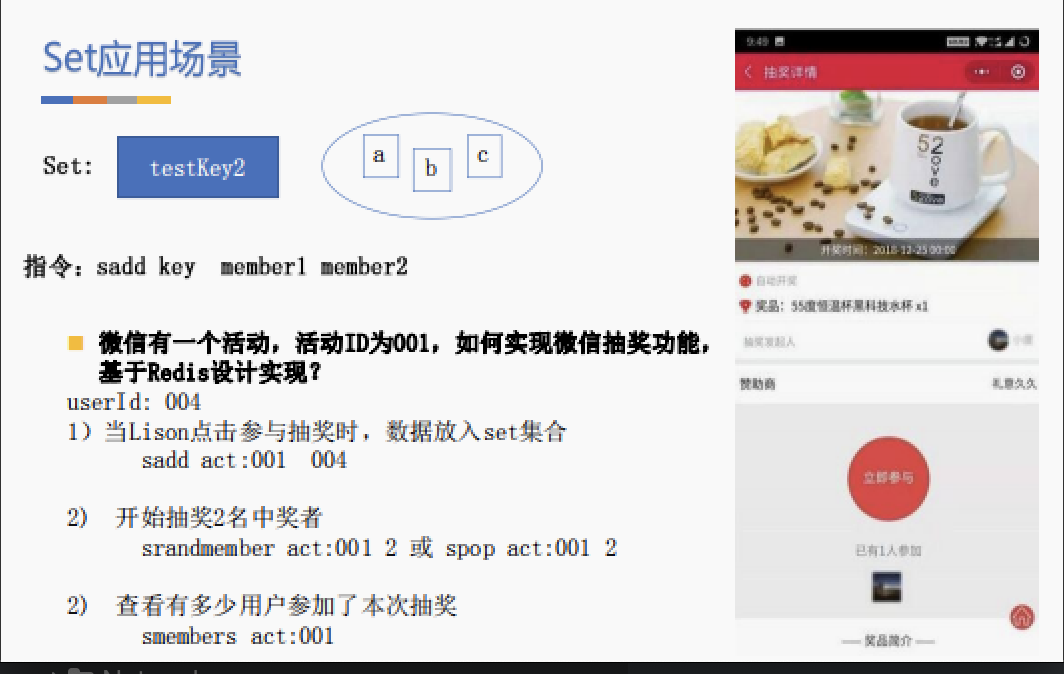 Set应用场景
Set:
testKey2
a
b
c
指令：sadd key member1 member2
微信有一个活动，活动ID为001，如何实现微信抽奖功能，
基于Redis设计实现？
userId: 004
1）当Lison点击参与抽奖时，数据放入set集合
sadd act:001 004
2) 开始抽奖2名中奖者
srandmember act:001 2 或 spop act:001 2
2) 查看有多少用户参加了本次抽奖
smembers act:001
9:49
抽奖详情
52
ove
开奖时间：2018-12-25 00:00
自动开奖
奖品：55度恒温杯黑科技水杯 x1
抽奖发起人
赞助商
礼意久久
立即参与
已有1人参加
奖品简介